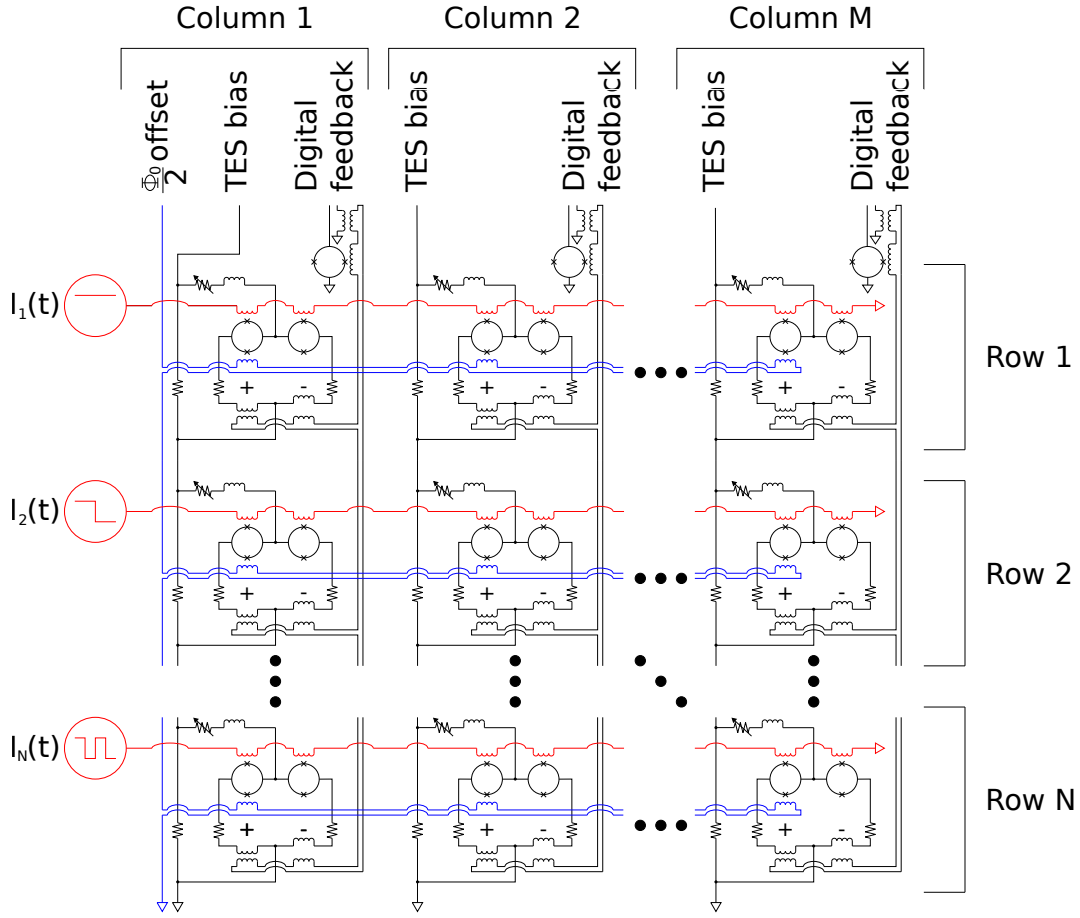 Column 1
Column 2
Column M
Φ₀/2 offset
TES bias
Digital
feedback
TES bias
Digital
feedback
TES bias
Digital
feedback
I₁(t)
+ -
+ -
+ -
Row 1
I₂(t)
+ -
+ -
+ -
Row 2
I_N(t)
+ -
+ -
+ -
Row N